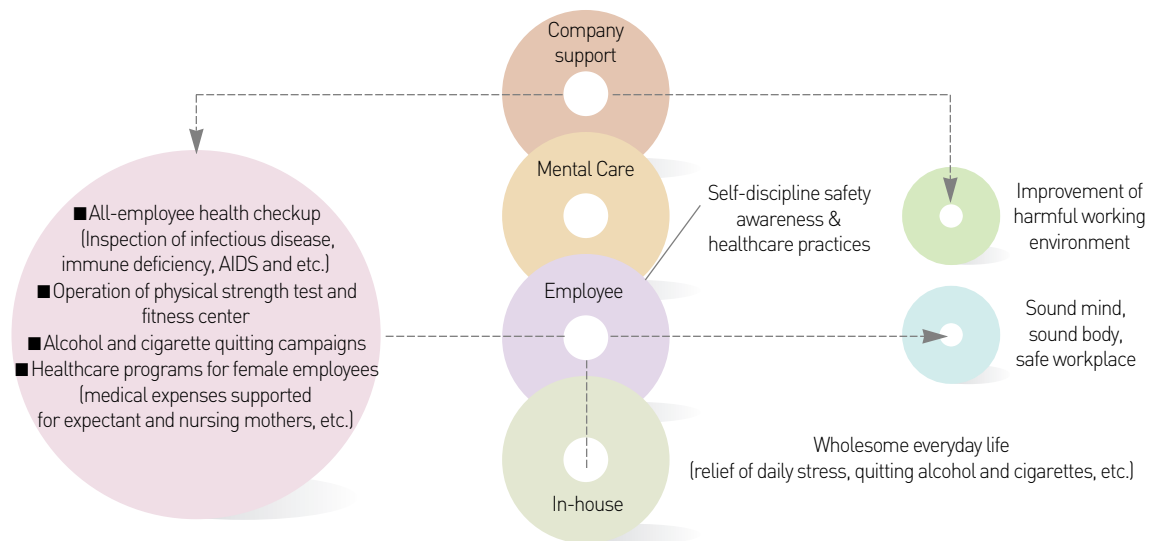 Company
support
Mental Care
Employee
In-house
■All-employee health checkup
(Inspection of infectious disease,
immune deficiency, AIDS and etc.)
■Operation of physical strength test and
fitness center
■Alcohol and cigarette quitting campaigns
■Healthcare programs for female employees
(medical expenses supported
for expectant and nursing mothers, etc.)
Self-discipline safety
awareness &
healthcare practices
Improvement of
harmful working
environment
Sound mind,
sound body,
safe workplace
Wholesome everyday life
(relief of daily stress, quitting alcohol and cigarettes, etc.)